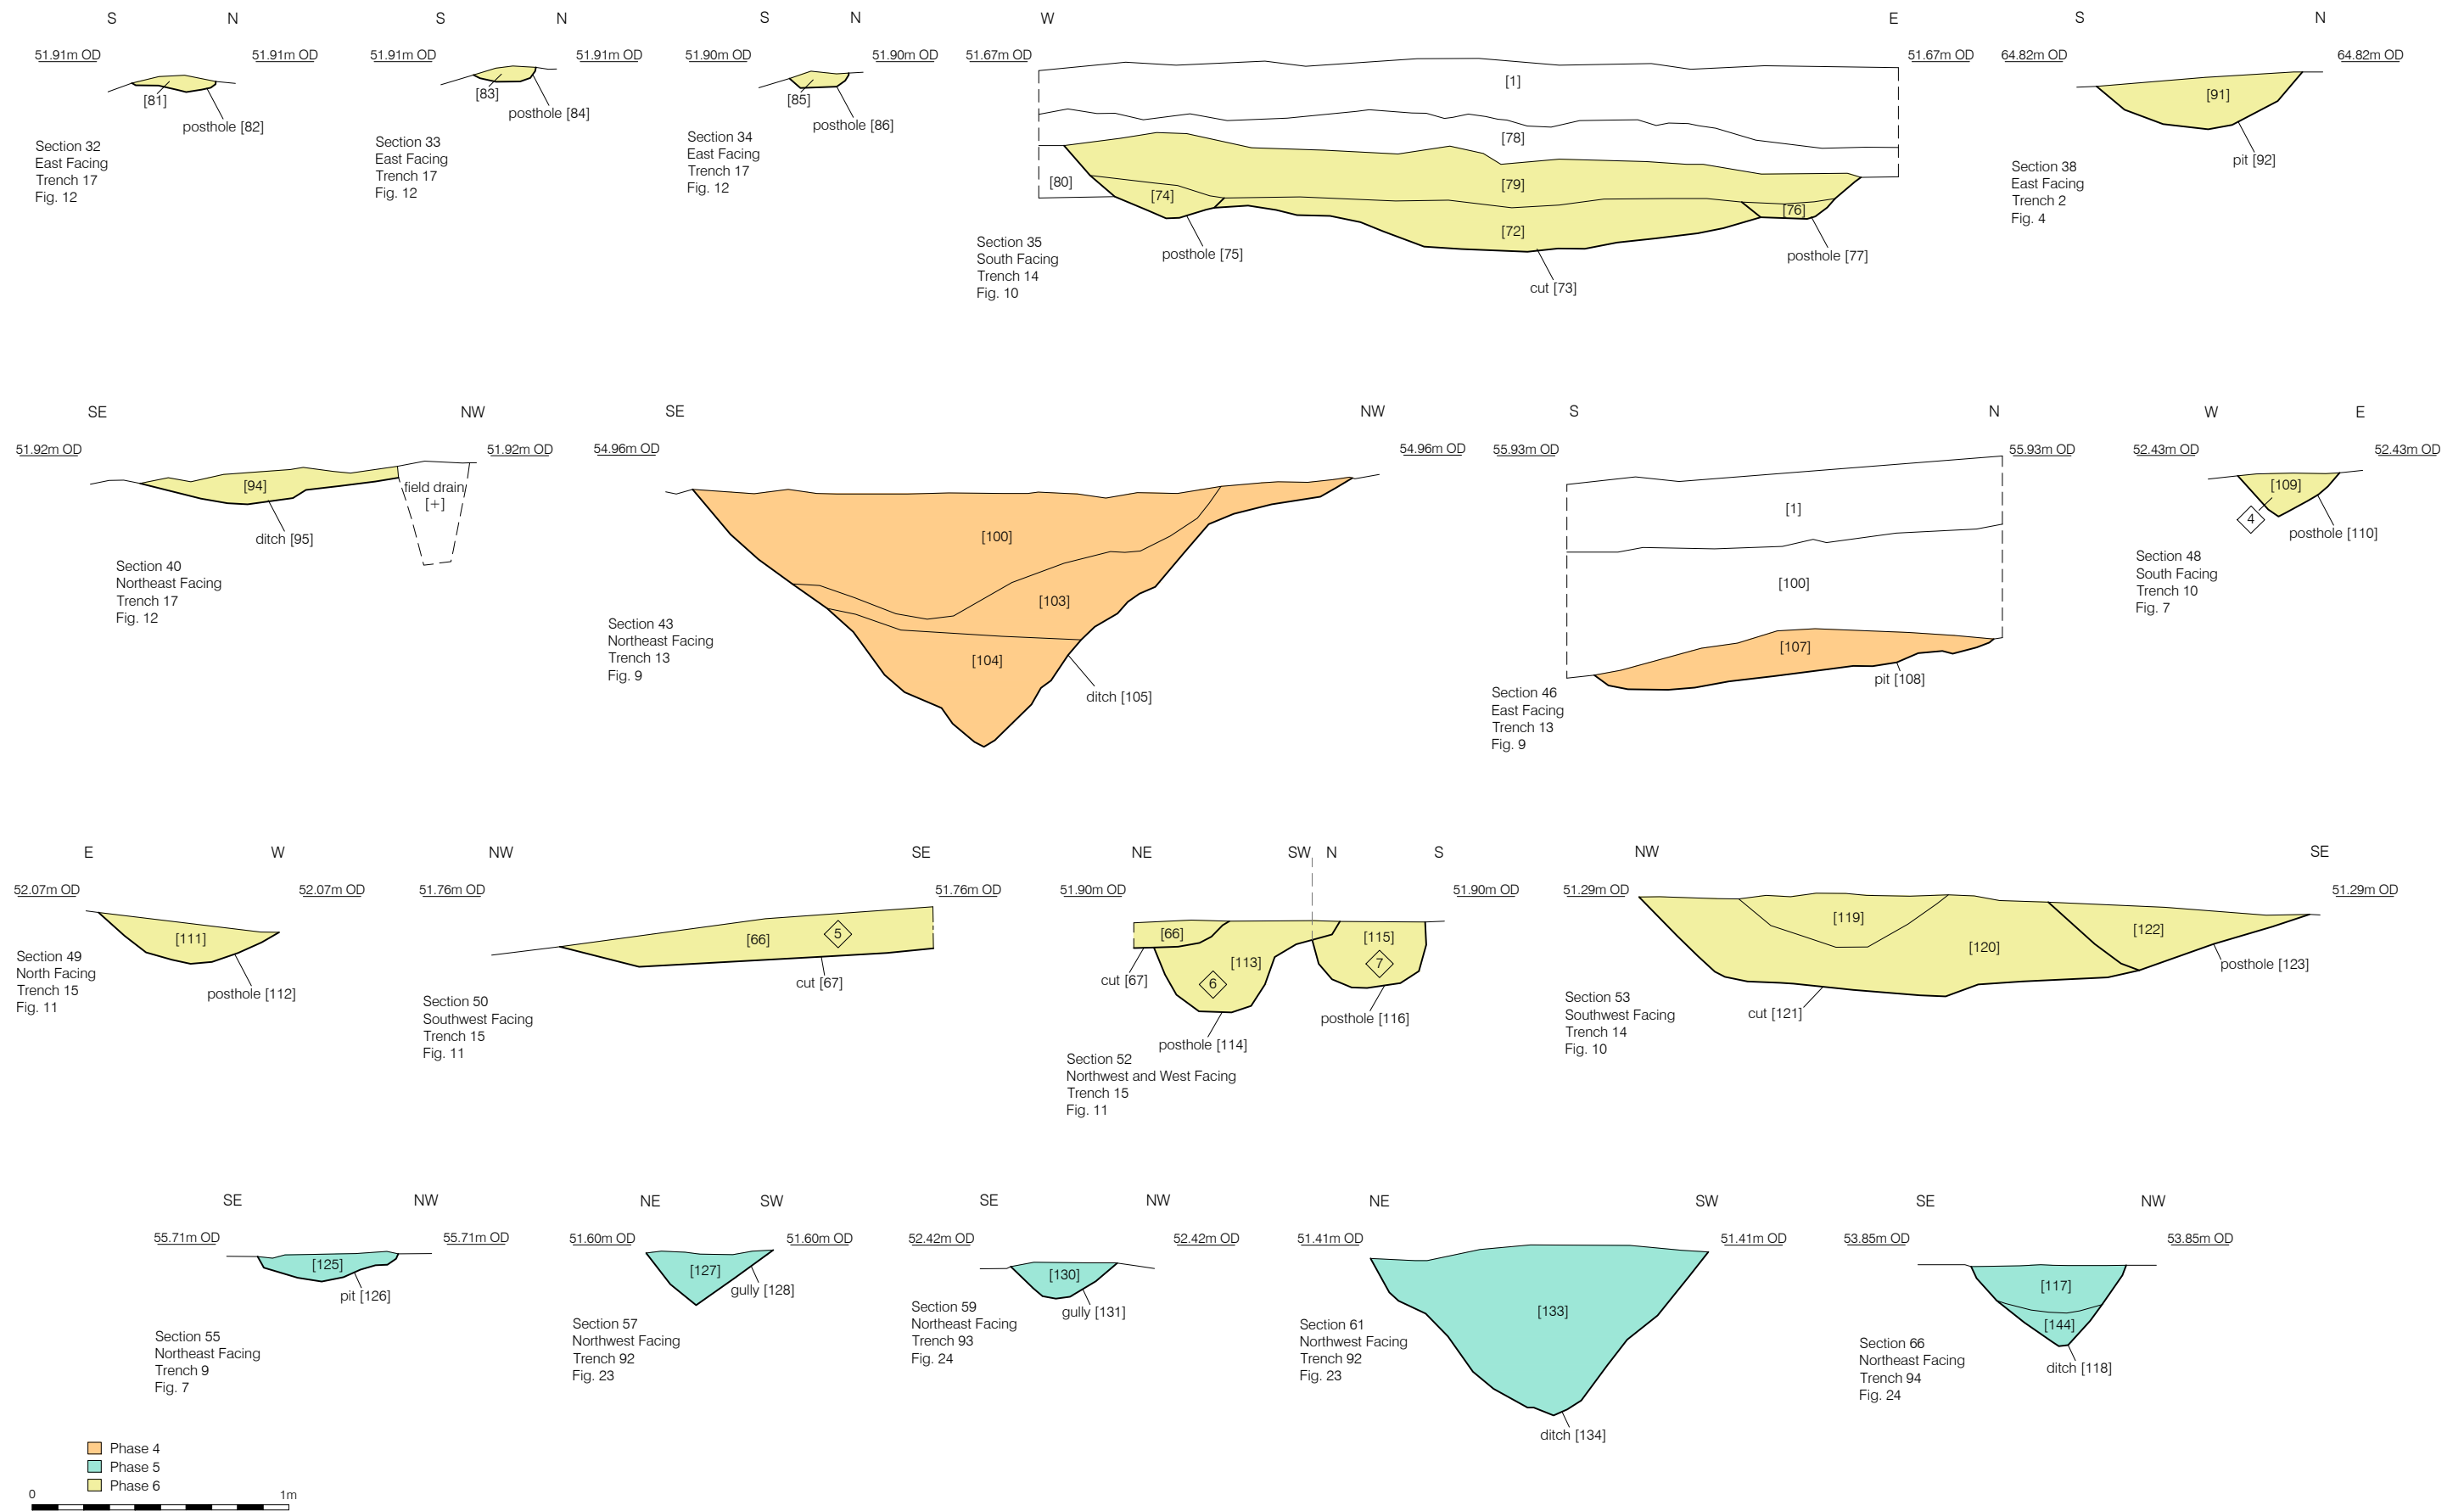 S N
51.91m OD 51.91m OD
[81]
posthole [82]
Section 32
East Facing
Trench 17
Fig. 12
S N
51.91m OD 51.91m OD
[83]
posthole [84]
Section 33
East Facing
Trench 17
Fig. 12
S N
51.90m OD 51.90m OD
[85]
posthole [86]
Section 34
East Facing
Trench 17
Fig. 12
W E
51.67m OD 51.67m OD
[1]
[78]
[80]
[79]
[74]
[76]
[72]
posthole [75]
posthole [77]
cut [73]
Section 35
South Facing
Trench 14
Fig. 10
S N
64.82m OD 64.82m OD
[91]
pit [92]
Section 38
East Facing
Trench 2
Fig. 4
SE NW
51.92m OD 51.92m OD
[94]
field drain
[+]
ditch [95]
Section 40
Northeast Facing
Trench 17
Fig. 12
SE NW
54.96m OD 54.96m OD
[100]
[103]
[104]
ditch [105]
Section 43
Northeast Facing
Trench 13
Fig. 9
S N
55.93m OD 55.93m OD
[1]
[100]
[107]
pit [108]
Section 46
East Facing
Trench 13
Fig. 9
W E
52.43m OD 52.43m OD
[109]
4
posthole [110]
Section 48
South Facing
Trench 10
Fig. 7
E W
52.07m OD 52.07m OD
[111]
posthole [112]
Section 49
North Facing
Trench 15
Fig. 11
NW SE
51.76m OD 51.76m OD
[66]
5
cut [67]
Section 50
Southwest Facing
Trench 15
Fig. 11
NE SW N S
51.90m OD 51.90m OD
[66]
[115]
[113]
7
6
cut [67]
posthole [116]
posthole [114]
Section 52
Northwest and West Facing
Trench 15
Fig. 11
NW SE
51.29m OD 51.29m OD
[119]
[122]
[120]
posthole [123]
cut [121]
Section 53
Southwest Facing
Trench 14
Fig. 10
SE NW
55.71m OD 55.71m OD
[125]
pit [126]
Section 55
Northeast Facing
Trench 9
Fig. 7
NE SW
51.60m OD 51.60m OD
[127]
gully [128]
Section 57
Northwest Facing
Trench 92
Fig. 23
SE NW
52.42m OD 52.42m OD
[130]
gully [131]
Section 59
Northeast Facing
Trench 93
Fig. 24
NE SW
51.41m OD 51.41m OD
[133]
ditch [134]
Section 61
Northwest Facing
Trench 92
Fig. 23
SE NW
53.85m OD 53.85m OD
[117]
[144]
ditch [118]
Section 66
Northeast Facing
Trench 94
Fig. 24
Phase 4
Phase 5
Phase 6
0 1m